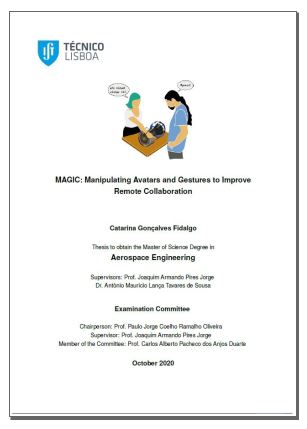 TÉCNICO
LISBOA
MAGIC: Manipulating Avatars and Gestures to Improve
Remote Collaboration
Catarina Gonçalves Fidalgo
Thesis to obtain the Master of Science Degree in
Aerospace Engineering
Supervisors: Prof. Joaquim Armando Pires Jorge
Dr. António Maurício Lança Tavares de Sousa
Examination Committee
Chairperson: Prof. Paulo Jorge Coelho Ramalho Oliveira
Supervisor: Prof. Joaquim Armando Pires Jorge
Member of the Committee: Prof. Carlos Alberto Pacheco dos Anjos Duarte
October 2020